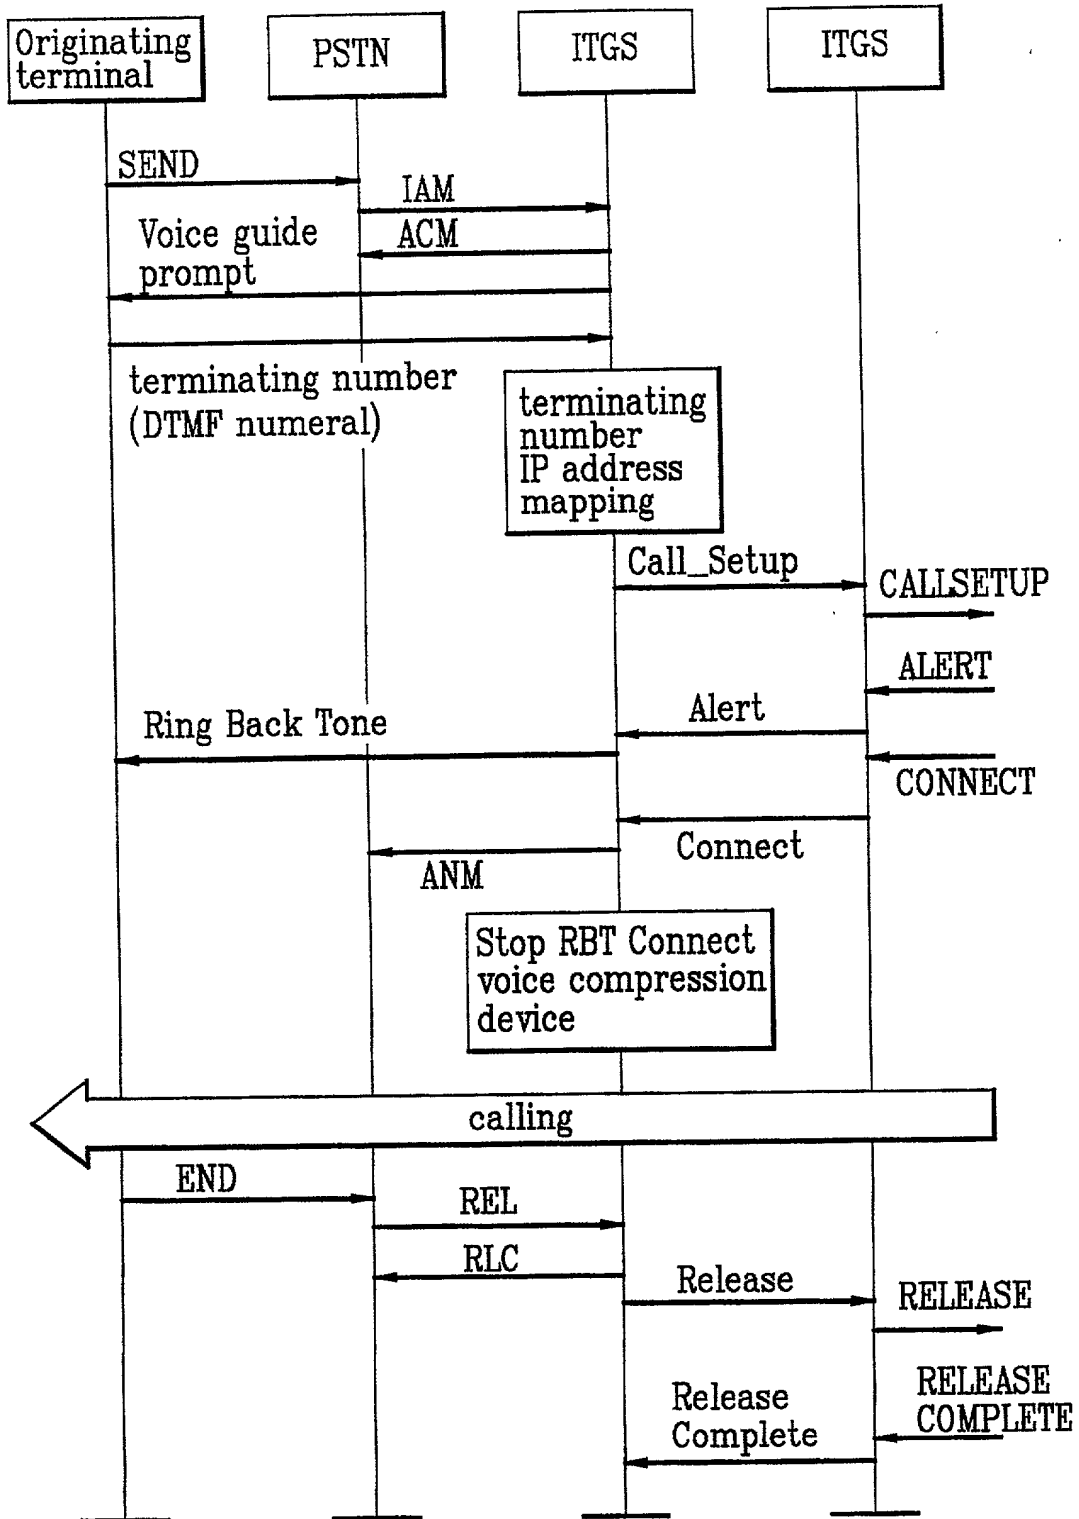 Originating
terminal
PSTN
ITGS
ITGS
SEND
IAM
ACM
Voice guide
prompt
terminating number
(DTMF numeral)
terminating
number
IP address
mapping
Call_Setup
CALLSETUP
ALERT
Alert
Ring Back Tone
CONNECT
Connect
ANM
Stop RBT Connect
voice compression
device
calling
END
REL
RLC
Release
RELEASE
RELEASE
COMPLETE
Release
Complete